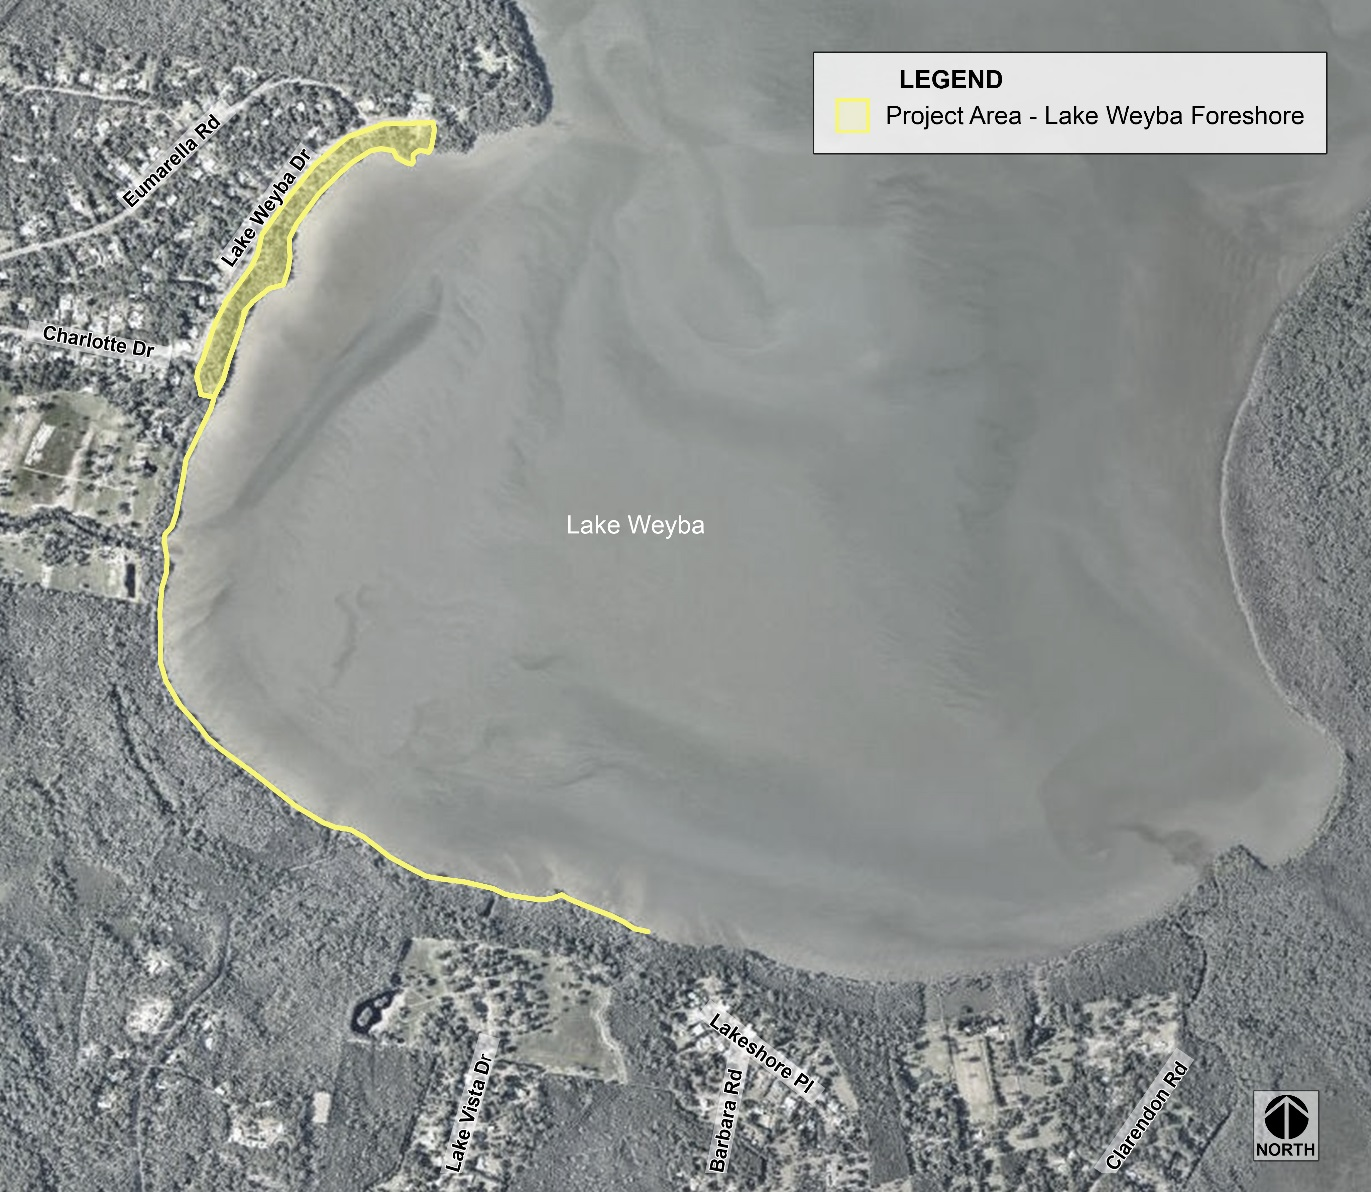 LEGEND
Project Area - Lake Weyba Foreshore
Eumarella Rd
Lake Weyba Dr
Charlotte Dr
Lake Weyba
Lakeshore Pl
Lake Vista Dr
Barbara Rd
Clarendon Rd
NORTH